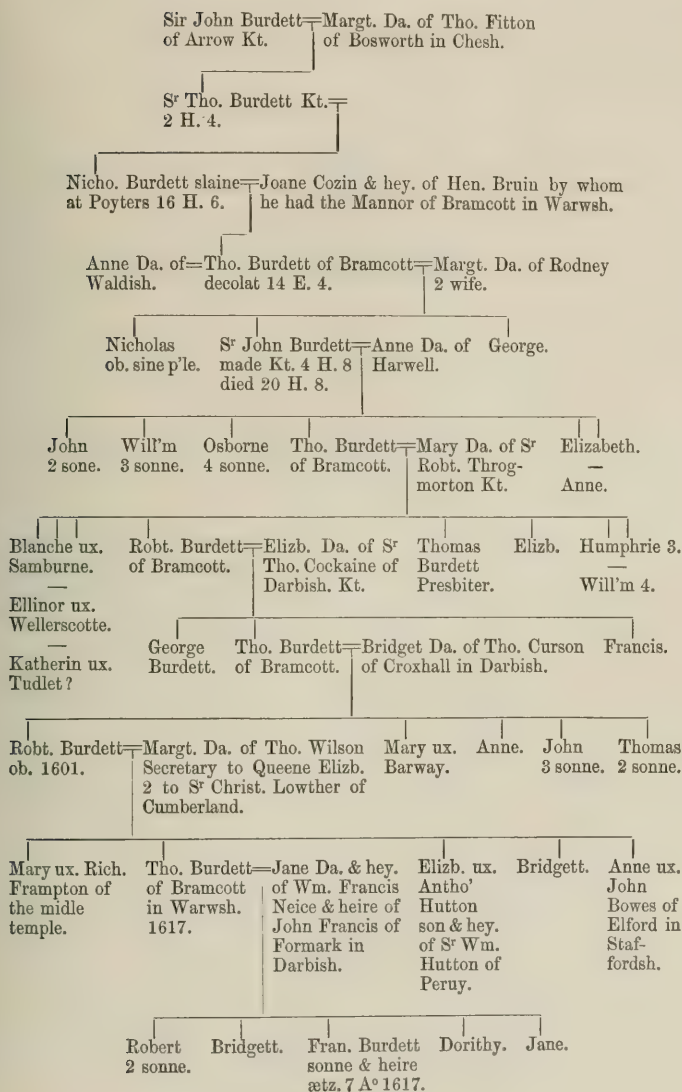 Sir John Burdett=Margt. Da. of Tho. Fitton
of Arrow Kt. of Bosworth in Chesh.
Sr Tho. Burdett Kt.=
2 H. 4.
Nicho. Burdett slaine=Joane Cozin & hey. of Hen. Bruin by whom
at Poyters 16 H. 6. he had the Mannor of Bramcott in Warwsh.
Anne Da. of=Tho. Burdett of Bramcott=Margt. Da. of Rodney
Waldish. decolat 14 E. 4. 2 wife.
Nicholas Sr John Burdett=Anne Da. of George.
ob. sine p'le. made Kt. 4 H. 8 Harwell.
died 20 H. 8.
John Will'm Osborne Tho. Burdett=Mary Da. of Sr Elizabeth.
2 sone. 3 sonne. 4 sonne. of Bramcott. Robt. Throg- —
morton Kt. Anne.
Blanche ux. Robt. Burdett=Elizb. Da. of Sr Thomas Elizb. Humphrie 3.
Samburne. of Bramcott. Tho. Cockaine of Burdett —
— Darbish. Kt. Presbiter. Will'm 4.
Ellinor ux.
Wellerscotte.
— George Tho. Burdett=Bridget Da. of Tho. Curson Francis.
Katherin ux. Burdett. of Bramcott. of Croxhall in Darbish.
Tudlet?
Robt. Burdett=Margt. Da. of Tho. Wilson Mary ux. Anne. John Thomas
ob. 1601. Secretary to Queene Elizb. Barway. 3 sonne. 2 sonne.
2 to Sr Christ. Lowther of
Cumberland.
Mary ux. Rich. Tho. Burdett=Jane Da. & hey. Elizb. ux. Bridgett. Anne ux.
Frampton of of Bramcott of Wm. Francis Antho' John
the midle in Warwsh. Neice & heire of Hutton Bowes of
temple. 1617. John Francis of son & hey. Elford in
Formark in of Sr Wm. Staf-
Darbish. Hutton of fordsh.
Peruy.
Robert Bridgett. Fran. Burdett Dorithy. Jane.
2 sonne. sonne & heire
ætz. 7 Ao 1617.